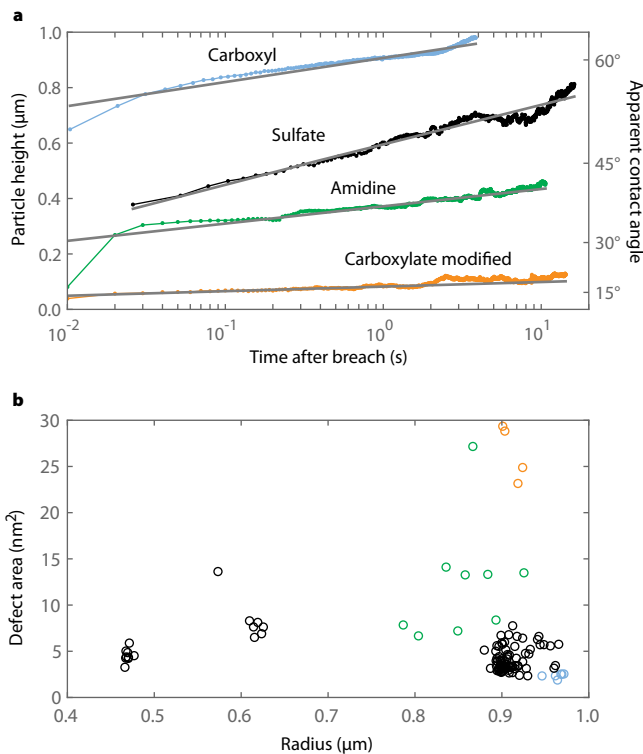 a
1.0
0.8
0.6
0.4
0.2
0.0
Particle height (μm)
Carboxyl
Sulfate
Amidine
Carboxylate modified
60°
45°
30°
15°
Apparent contact angle
10⁻² 10⁻¹ 10⁰ 10¹
Time after breach (s)
b
30
25
20
15
10
5
0
Defect area (nm²)
0.4 0.5 0.6 0.7 0.8 0.9 1.0
Radius (μm)